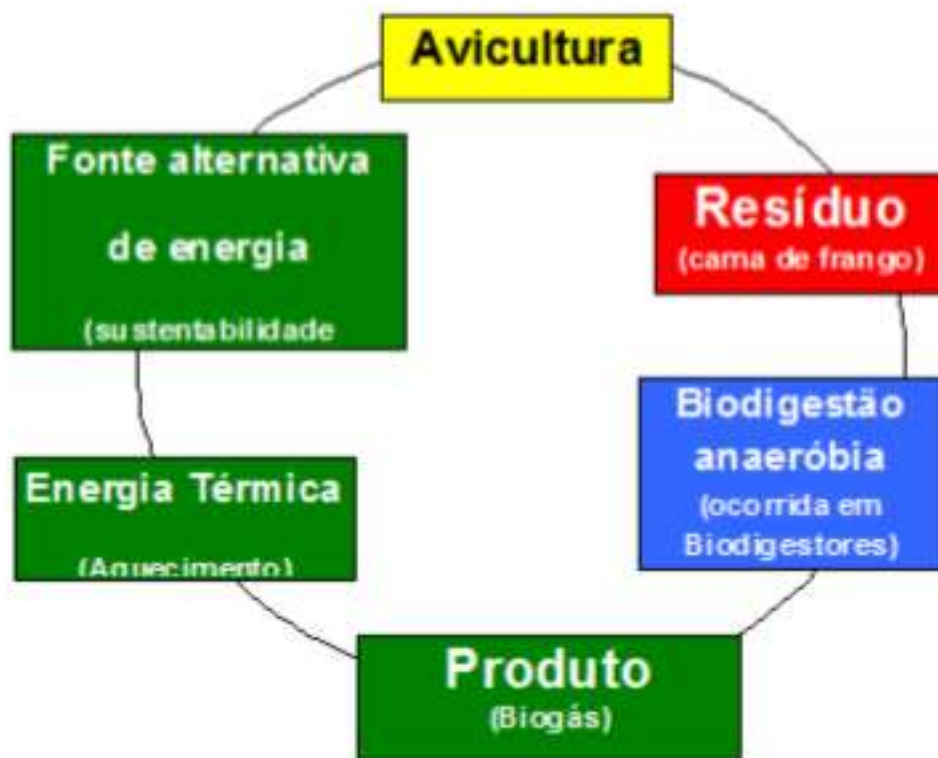 Avicultura
Fonte alternativa
de energia
(sustentabilidade
Resíduo
(cama de frango)
Biodigestão
anaeróbia
(ocorrida em
Biodigestores)
Energia Térmica
(Aquecimento)
Produto
(Biogás)